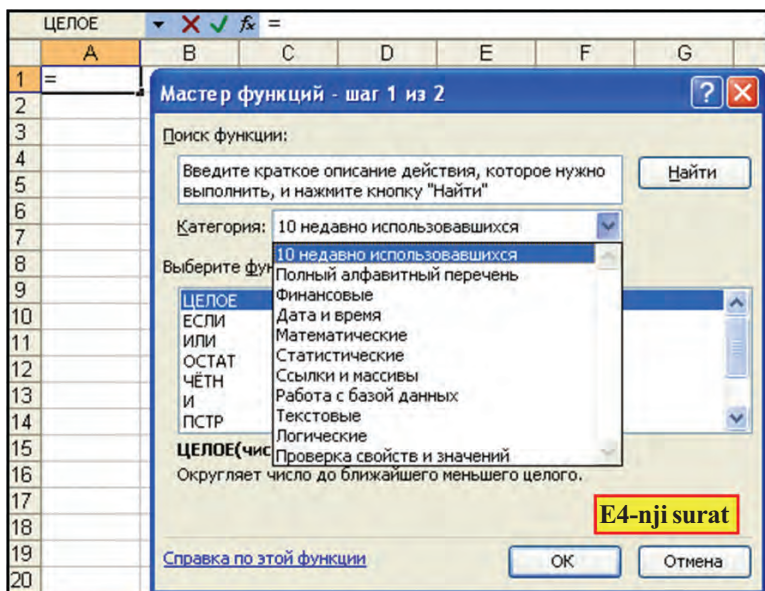 ЦЕЛОЕ fx =
A B C D E F G
1 =
2
Мастер функций - шаг 1 из 2
3
Поиск функции:
4
5
Введите краткое описание действия, которое нужно
выполнить, и нажмите кнопку "Найти"
Найти
6
7
Категория: 10 недавно использовавшихся
8
Выберите фун
10 недавно использовавшихся
Полный алфавитный перечень
Финансовые
Дата и время
Математические
Статистические
Ссылки и массивы
Работа с базой данных
Текстовые
Логические
Проверка свойств и значений
9
ЦЕЛОЕ
10
ЕСЛИ
11
ИЛИ
12
ОСТАТ
13
ЧЁТН
И
14
ПСТР
15
ЦЕЛОЕ(чис
16
Округляет число до ближайшего меньшего целого.
17
18
E4-nji surat
19
Справка по этой функции
OK
Отмена
20